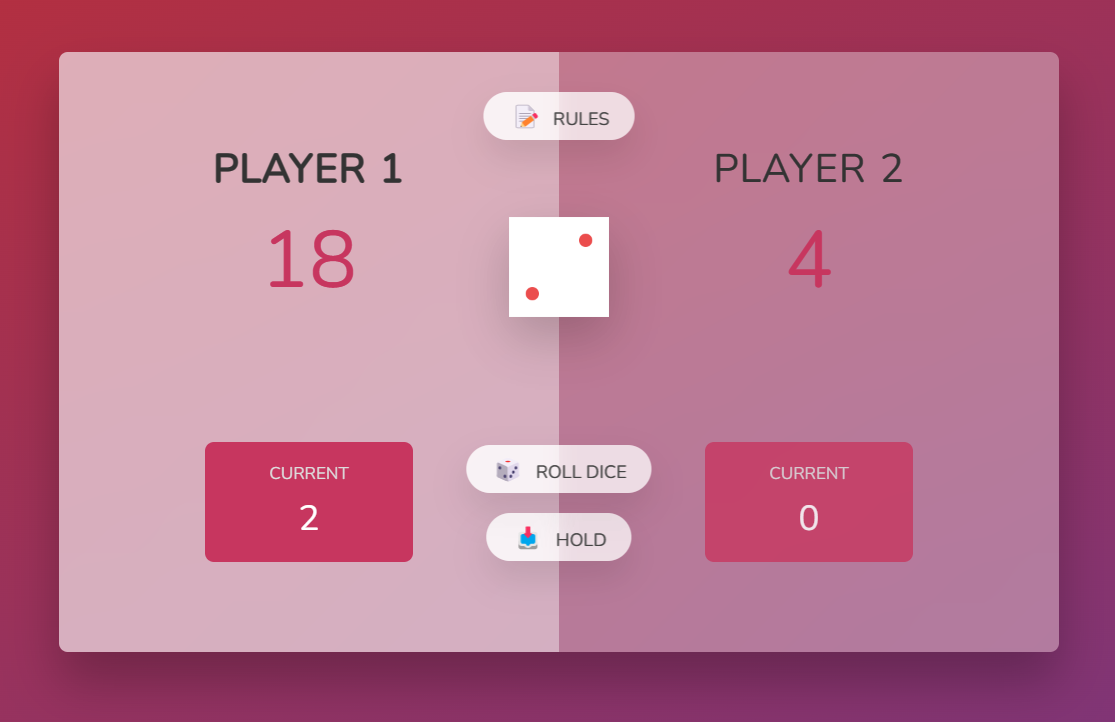 RULES
PLAYER 1
PLAYER 2
18
4
CURRENT
2
ROLL DICE
HOLD
CURRENT
0